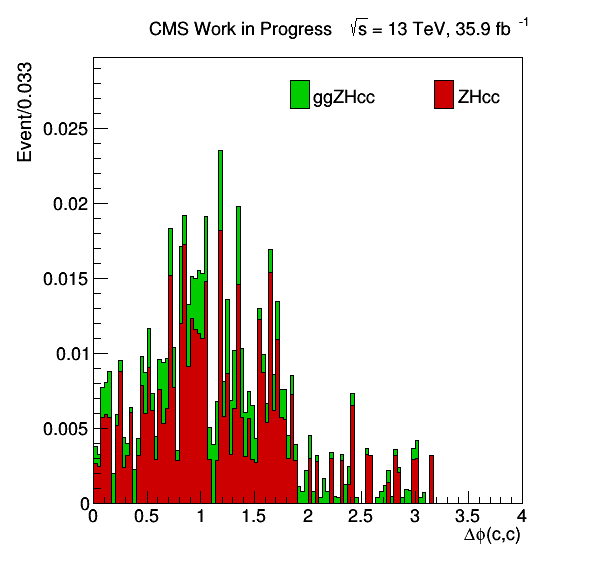 CMS Work in Progress √s = 13 TeV, 35.9 fb⁻¹
Event/0.033
ggZHcc ZHcc
0.025
0.02
0.015
0.01
0.005
0
0 0.5 1 1.5 2 2.5 3 3.5 4
Δϕ(c,c)